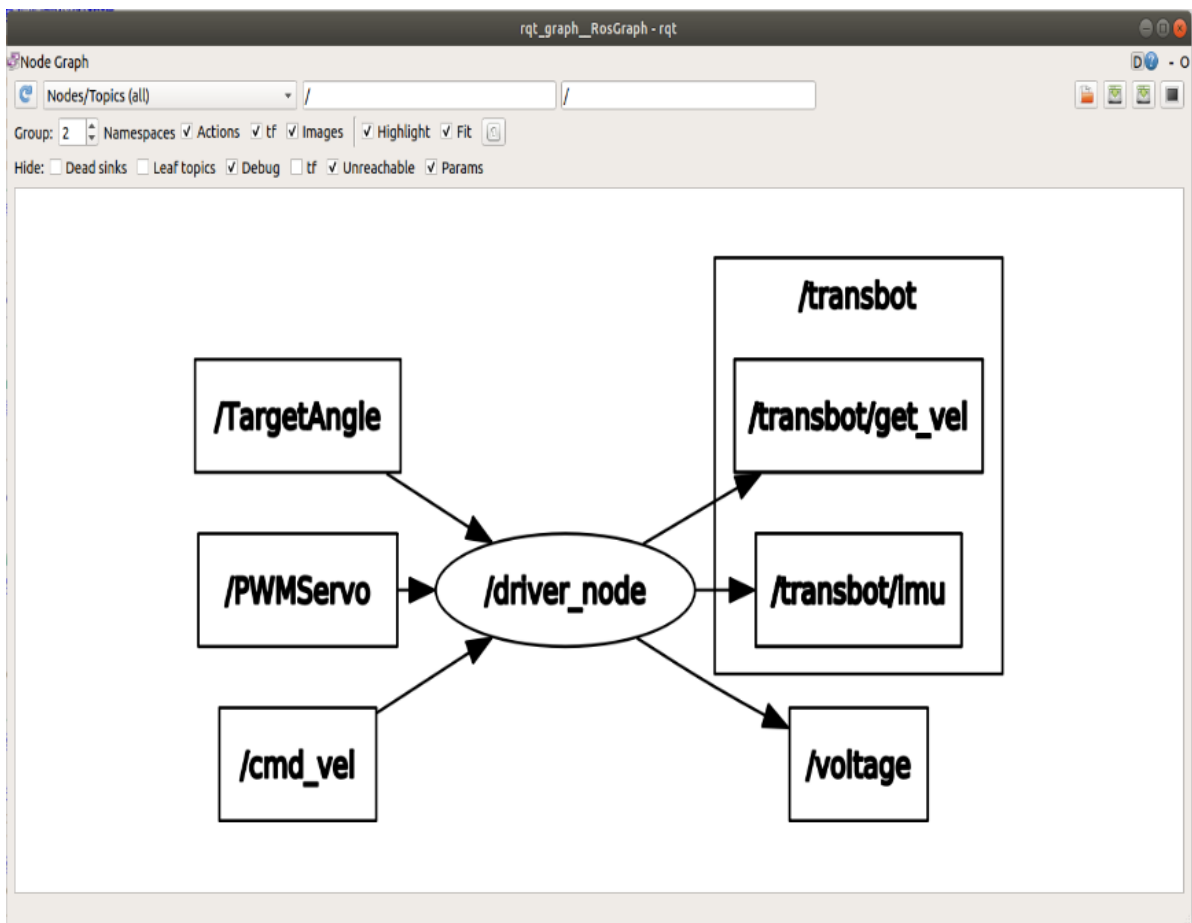 rqt_graph__RosGraph - rqt
Node Graph D ? - O
Nodes/Topics (all) / /
Group: 2 Namespaces Actions tf Images Highlight Fit
Hide: Dead sinks Leaf topics Debug tf Unreachable Params
/transbot
/TargetAngle /transbot/get_vel
/PWMServo /driver_node /transbot/Imu
/cmd_vel /voltage